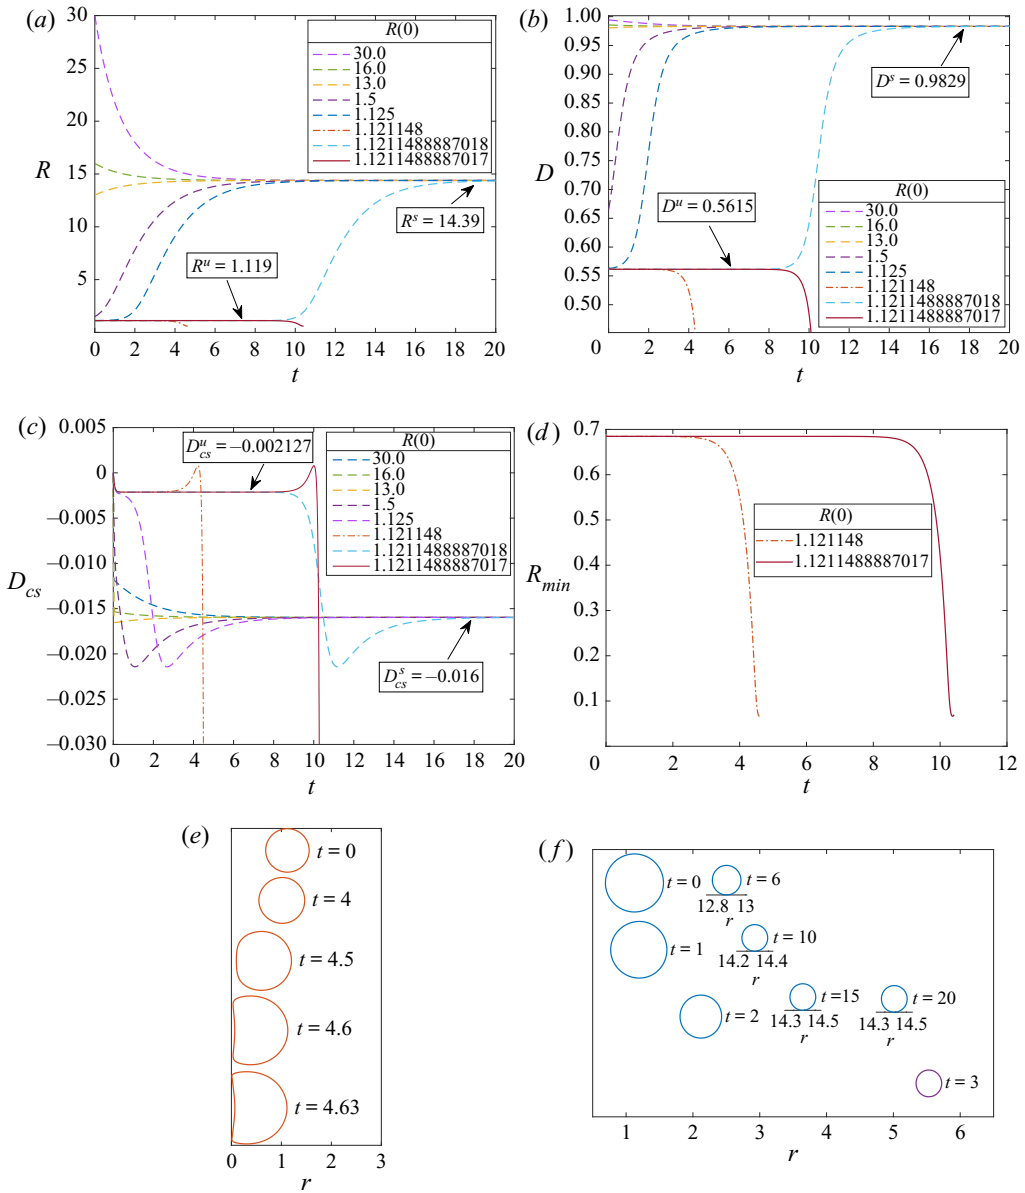 (a)
30
25
20
15
10
5
R
R(0)
30.0
16.0
13.0
1.5
1.125
1.121148
1.1211488887018
1.1211488887017
R^s = 14.39
R^u = 1.119
0 2 4 6 8 10 12 14 16 18 20
t
(b)
1.00
0.95
0.90
0.85
0.80
0.75
0.70
0.65
0.60
0.55
0.50
D
D^s = 0.9829
D^u = 0.5615
R(0)
30.0
16.0
13.0
1.5
1.125
1.121148
1.1211488887018
1.1211488887017
0 2 4 6 8 10 12 14 16 18 20
t
(c)
0.005
0
−0.005
−0.010
−0.015
−0.020
−0.025
−0.030
D_cs
D^u_cs = −0.002127
R(0)
30.0
16.0
13.0
1.5
1.125
1.121148
1.1211488887018
1.1211488887017
D^s_cs = −0.016
0 2 4 6 8 10 12 14 16 18 20
t
(d)
0.7
0.6
0.5
0.4
0.3
0.2
0.1
R_min
R(0)
1.121148
1.1211488887017
0 2 4 6 8 10 12
t
(e)
t = 0
t = 4
t = 4.5
t = 4.6
t = 4.63
0 1 2 3
r
(f)
t = 0
t = 6
12.8 13
r
t = 1
t = 10
14.2 14.4
r
t = 2
t =15
14.3 14.5
r
t = 20
14.3 14.5
r
t = 3
1 2 3 4 5 6
r